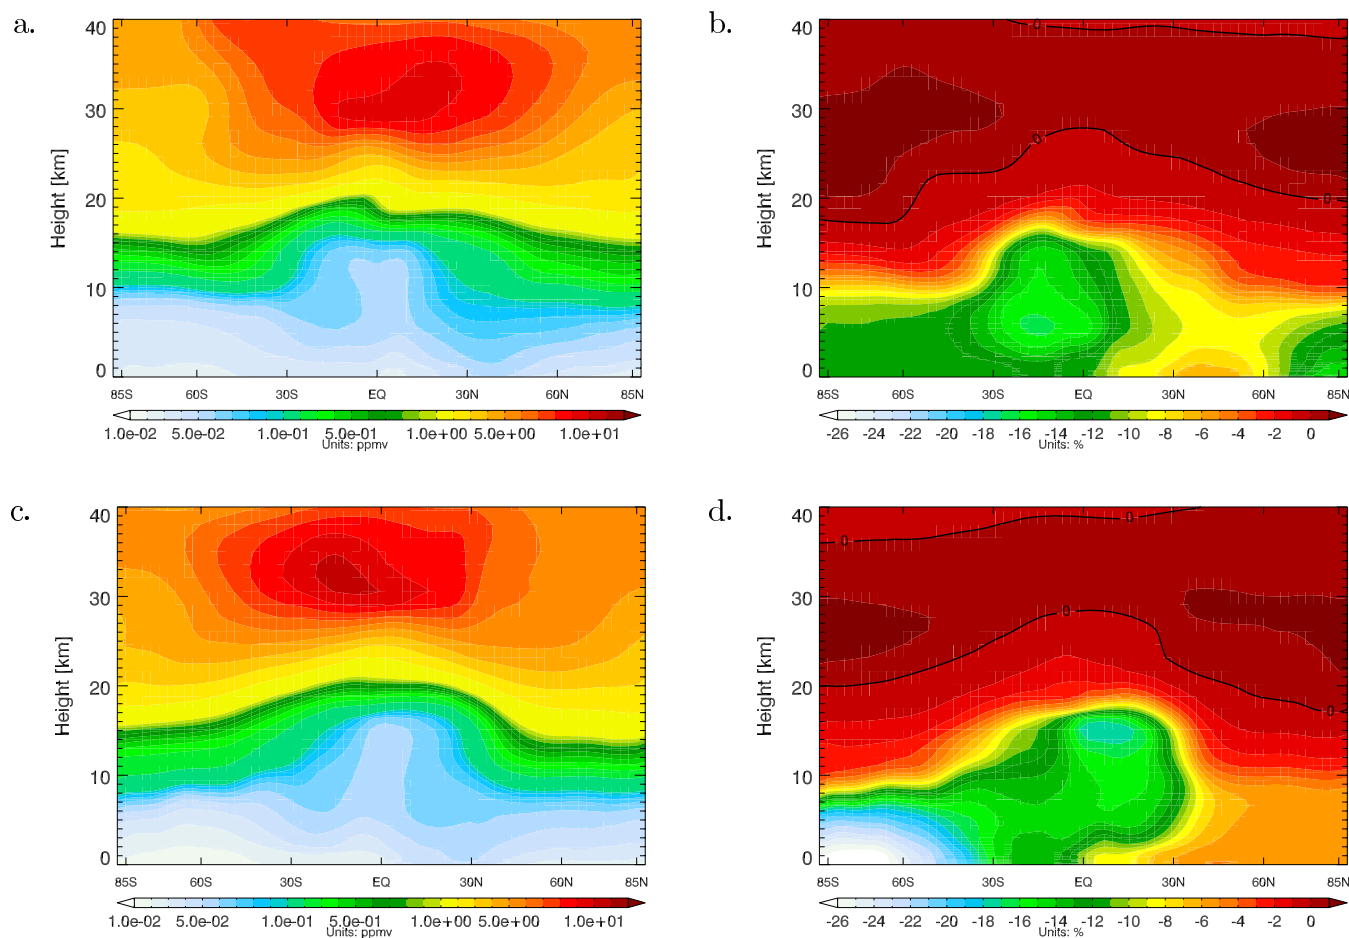 a.
Height [km]
40
30
20
10
0
85S 60S 30S EQ 30N 60N 85N
1.0e-02 5.0e-02 1.0e-01 5.0e-01 1.0e+00 5.0e+00 1.0e+01
Units: ppmv
b.
Height [km]
40
30
20
10
0
0
0
0
85S 60S 30S EQ 30N 60N 85N
-26 -24 -22 -20 -18 -16 -14 -12 -10 -8 -6 -4 -2 0
Units: %
c.
Height [km]
40
30
20
10
0
85S 60S 30S EQ 30N 60N 85N
1.0e-02 5.0e-02 1.0e-01 5.0e-01 1.0e+00 5.0e+00 1.0e+01
Units: ppmv
d.
Height [km]
40
30
20
10
0
0
0
0
0
85S 60S 30S EQ 30N 60N 85N
-26 -24 -22 -20 -18 -16 -14 -12 -10 -8 -6 -4 -2 0
Units: %